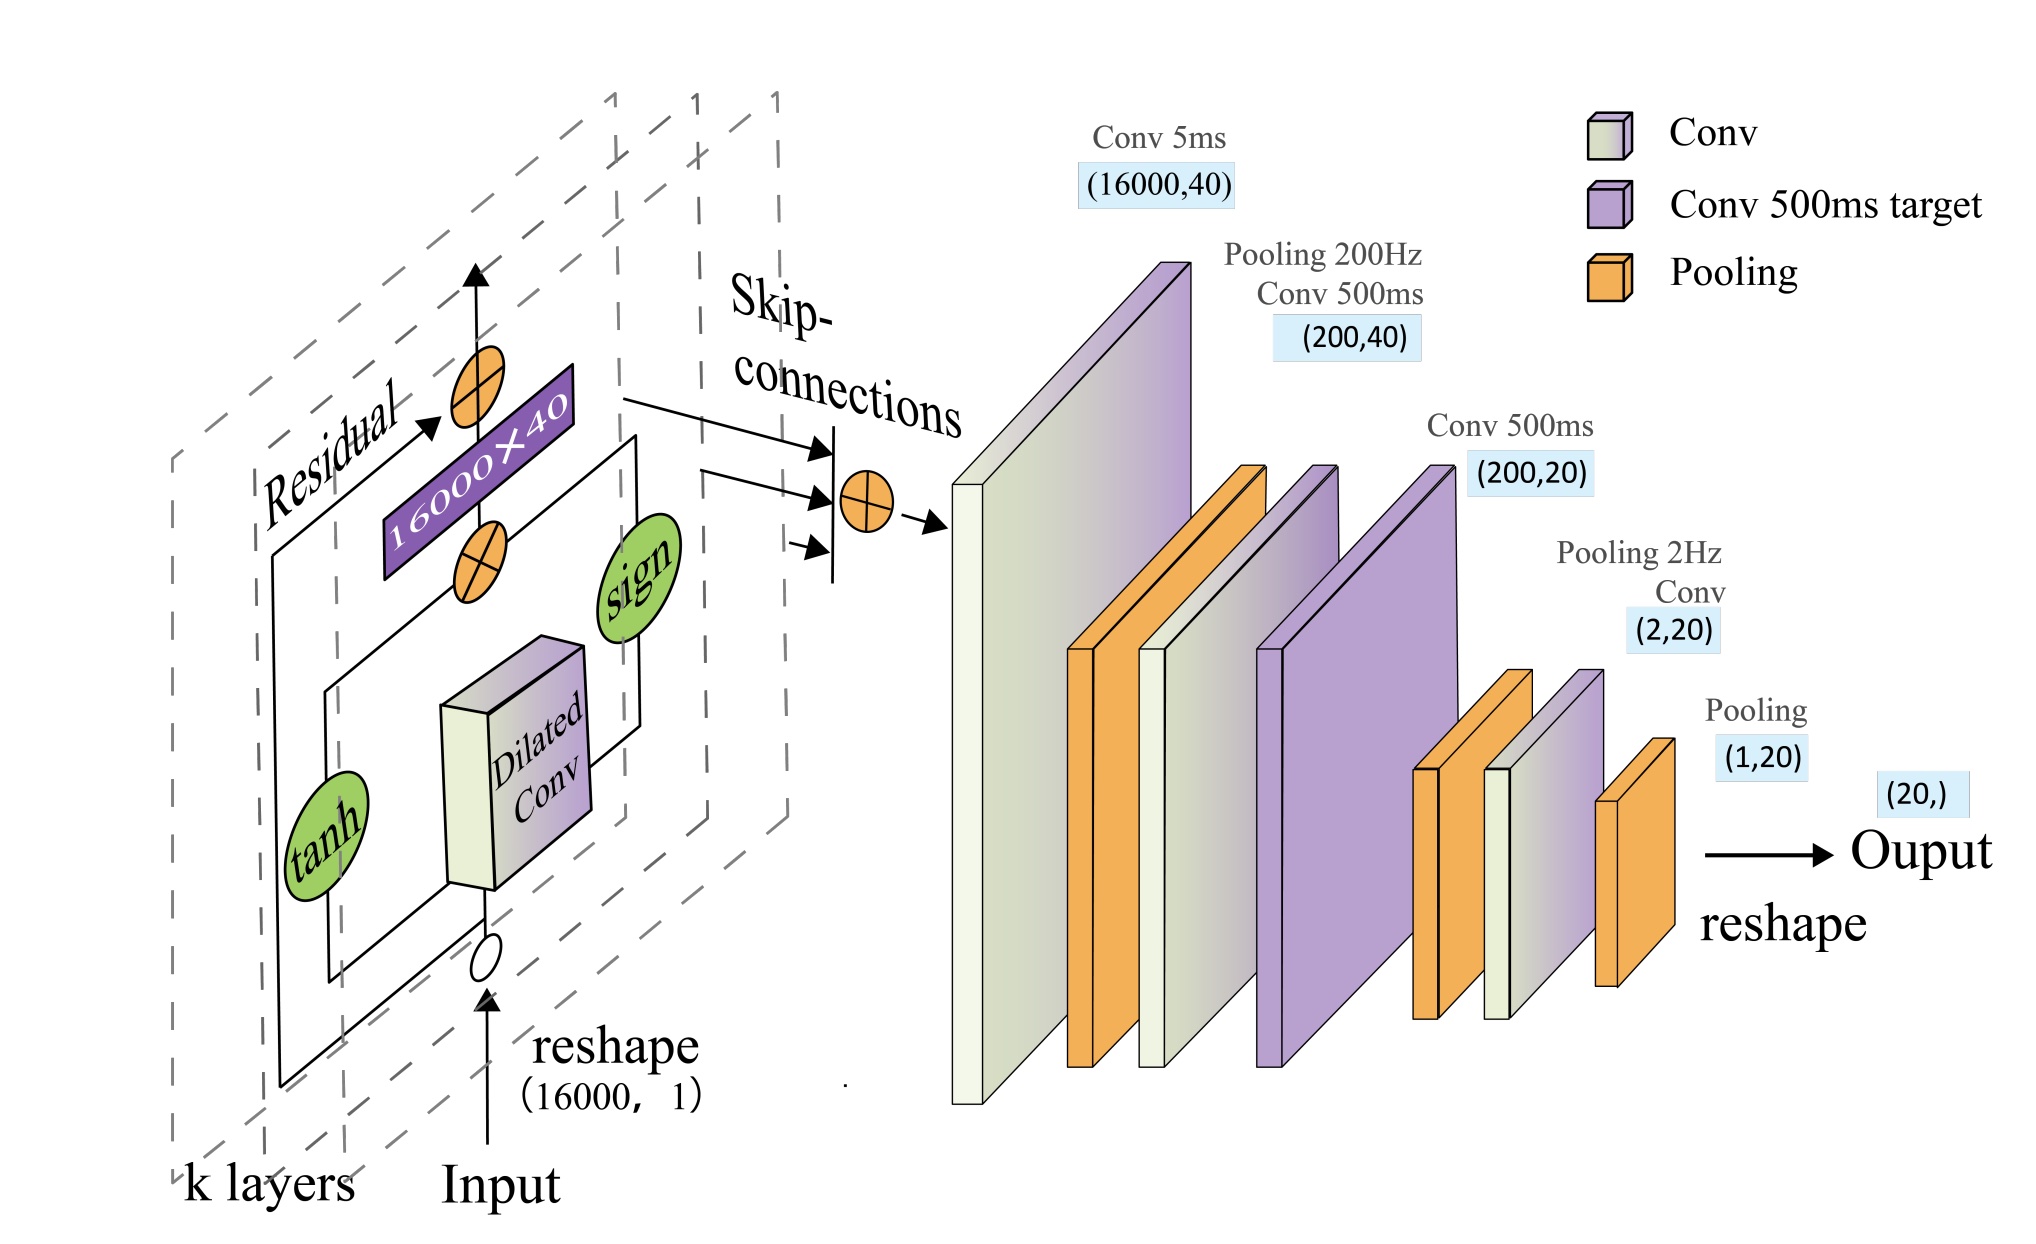 Residual
16000×40
sign
tanh
Dilated
Conv
reshape
(16000, 1)
k layers
Input
Skip-
connections
Conv 5ms
(16000,40)
Pooling 200Hz
Conv 500ms
(200,40)
Conv 500ms
(200,20)
Pooling 2Hz
Conv
(2,20)
Pooling
(1,20)
(20,)
Ouput
reshape
Conv
Conv 500ms target
Pooling